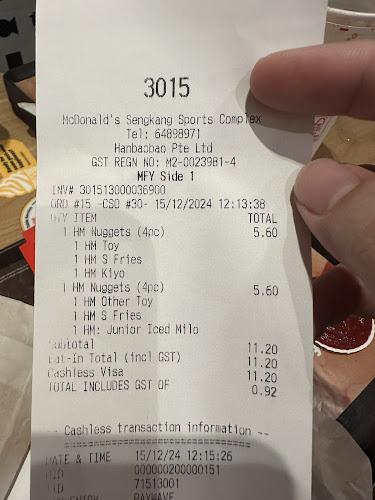 3015
McDonald's Sengkang Sports Complex
Tel: 64898971
Hanbaobao Pte Ltd
GST REGN NO: M2-0023981-4
MFY Side 1
INV# 301513000036900
ORD #15 -CSO #30- 15/12/2024 12:13:38
QTY ITEM TOTAL
1 HM Nuggets (4pc) 5.60
1 HM Toy
1 HM S Fries
1 HM Kiyo
1 HM Nuggets (4pc) 5.60
1 HM Other Toy
1 HM S Fries
1 HM: Junior Iced Milo
Subtotal 11.20
Eat-In Total (incl GST) 11.20
Cashless Visa 11.20
TOTAL INCLUDES GST OF 0.92
-- Cashless transaction information --
DATE & TIME 15/12/24 12:15:26
000000200000151
71513001
ENTRY PAYWAVE